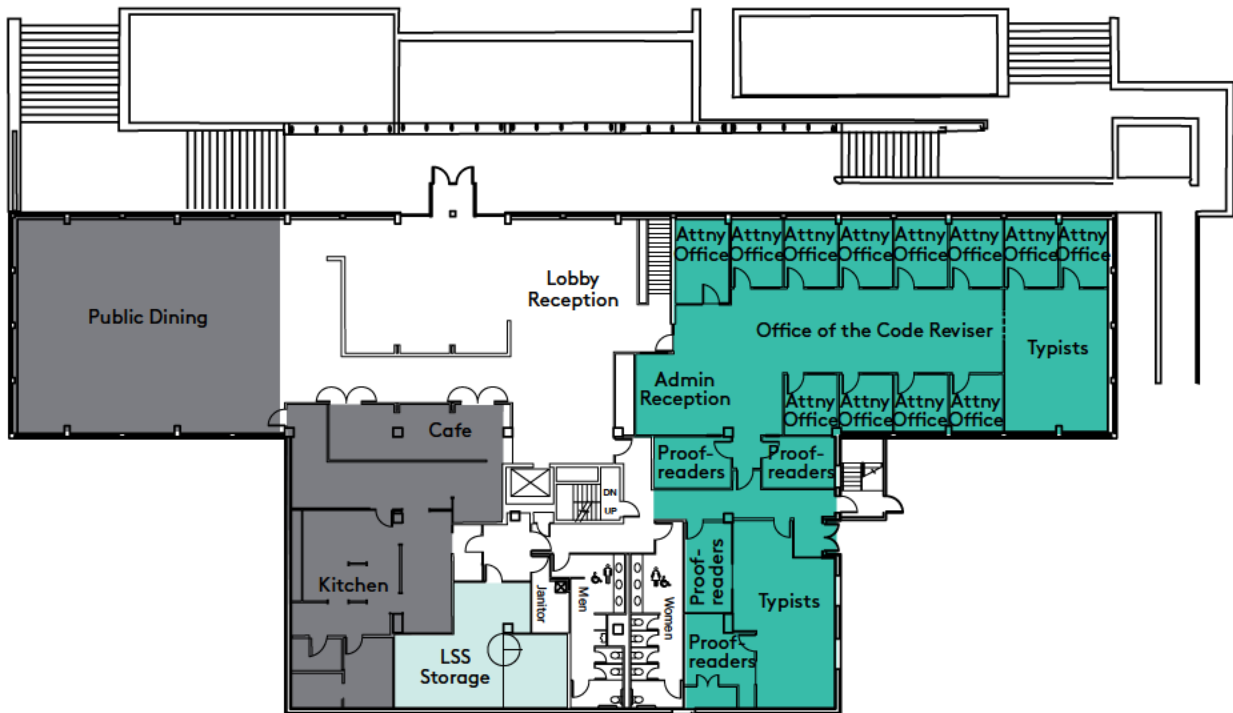 Attny
Office
Attny
Office
Attny
Office
Attny
Office
Attny
Office
Attny
Office
Attny
Office
Attny
Office
Lobby
Reception
Public Dining
Office of the Code Reviser
Typists
Admin
Reception
Attny
Office
Attny
Office
Attny
Office
Attny
Office
Cafe
Proof-
readers
Proof-
readers
DN
UP
Kitchen
Janitor
Men
Women
Proof-
readers
Typists
LSS
Storage
Proof-
readers